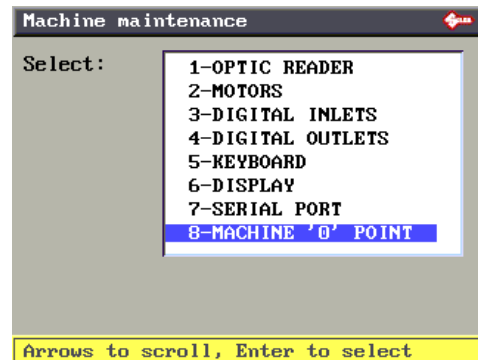 Machine maintenance
Select:
1-OPTIC READER
2-MOTORS
3-DIGITAL INLETS
4-DIGITAL OUTLETS
5-KEYBOARD
6-DISPLAY
7-SERIAL PORT
8-MACHINE '0' POINT
Arrows to scroll, Enter to select